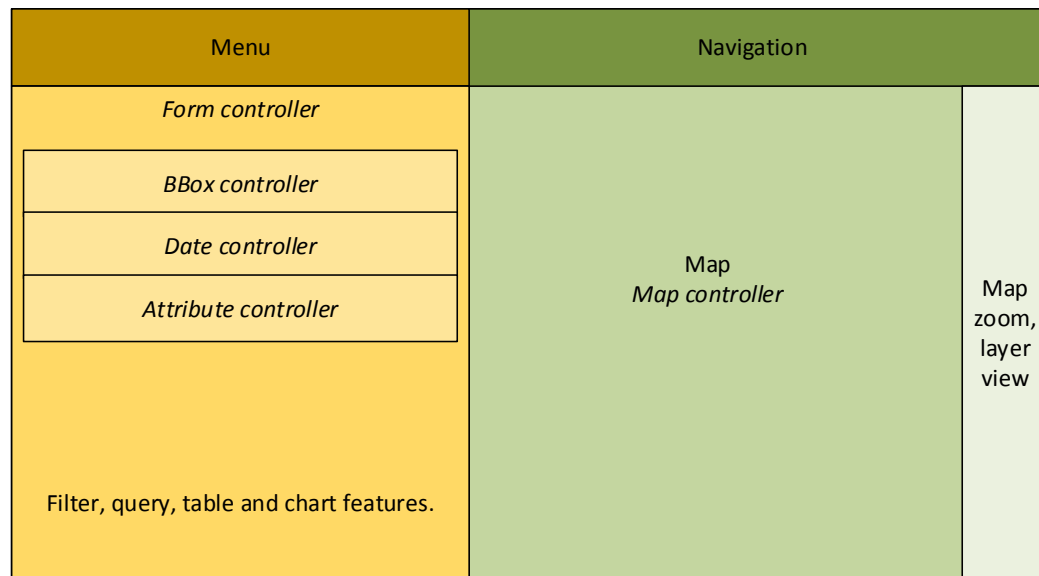 Menu
Navigation
Form controller
BBox controller
Date controller
Attribute controller
Filter, query, table and chart features.
Map
Map controller
Map
zoom,
layer
view